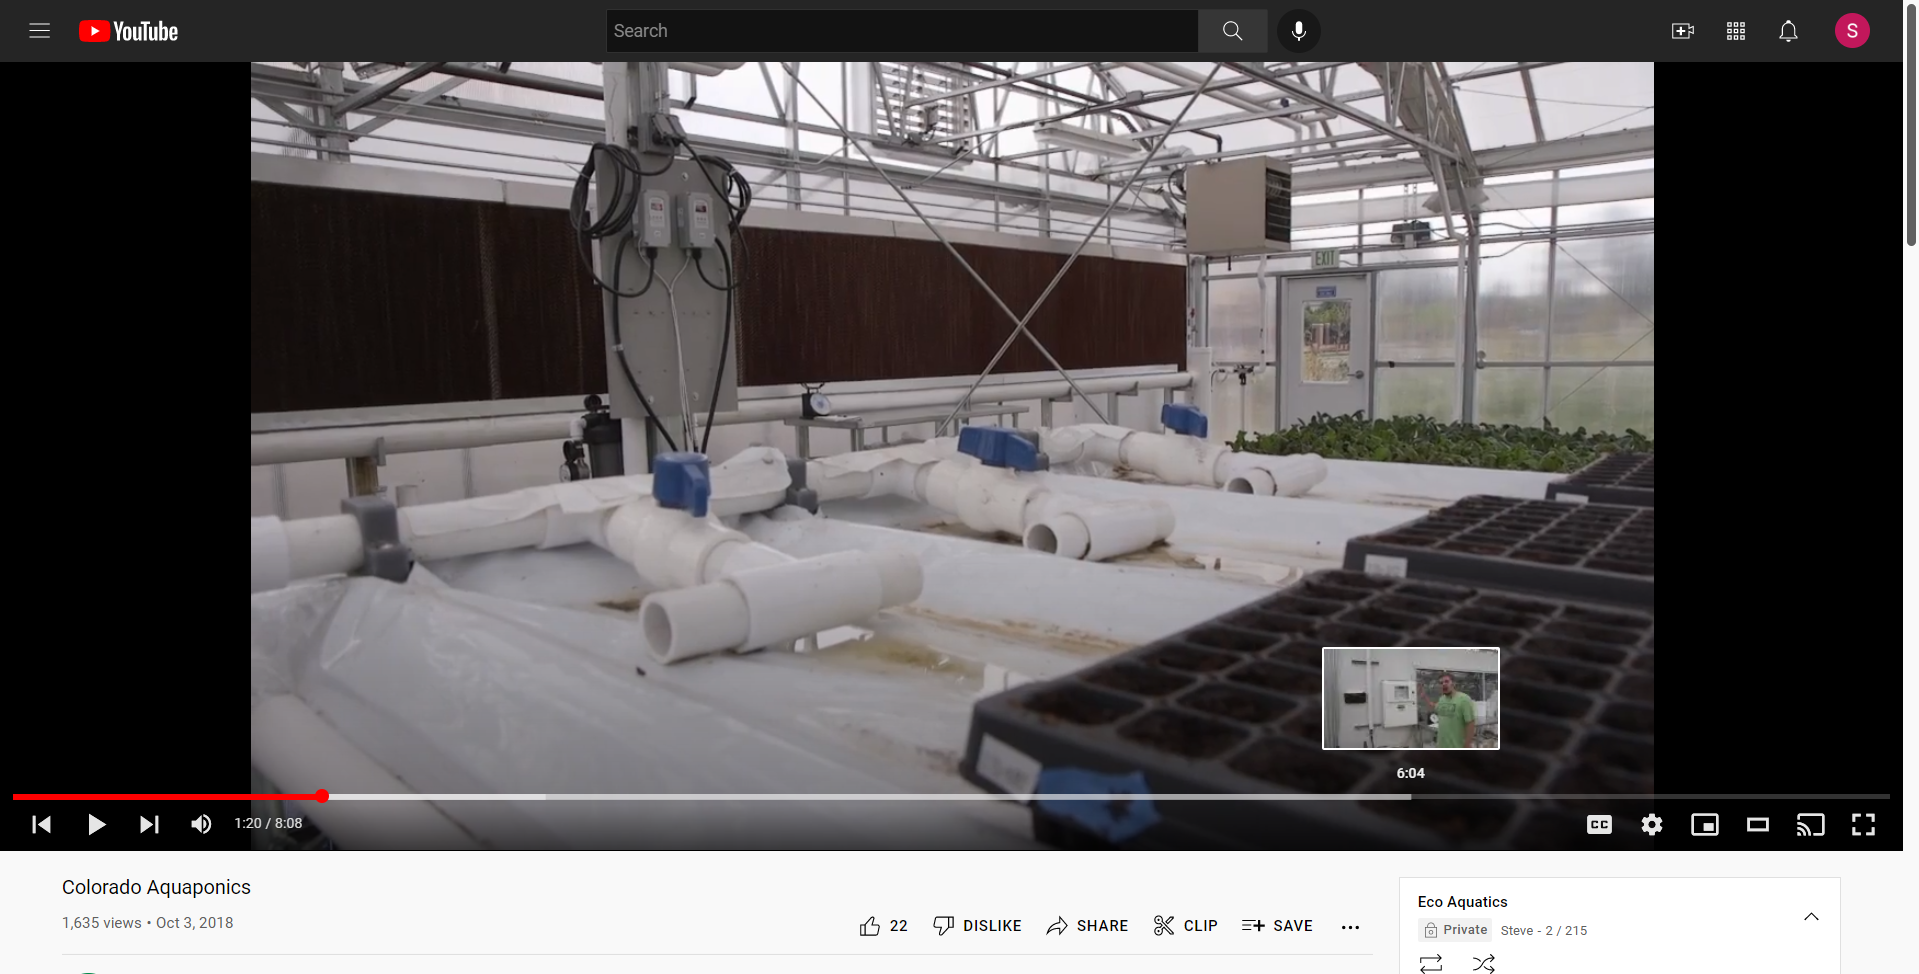 YouTube
Search
S
EXIT
6:04
1:20 / 8:08
CC
Colorado Aquaponics
1,635 views • Oct 3, 2018
22 DISLIKE SHARE CLIP SAVE ...
Eco Aquatics
Private Steve - 2 / 215